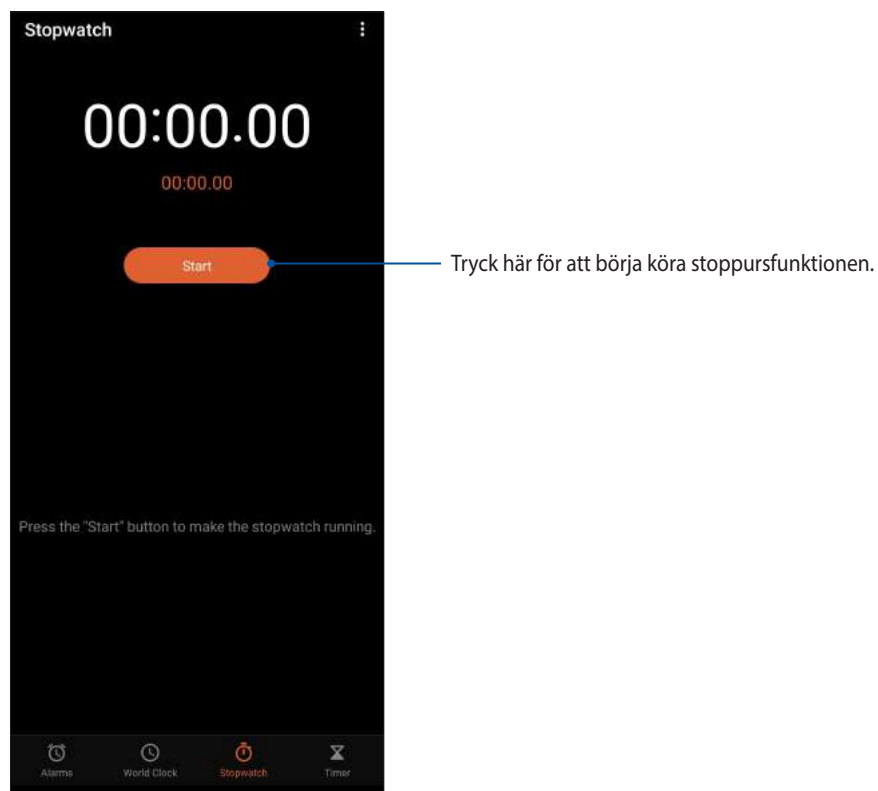 Stopwatch
00:00.00
00:00.00
Start
Tryck här för att börja köra stoppursfunktionen.
Press the "Start" button to make the stopwatch running.
Alarms World Clock Stopwatch Timer